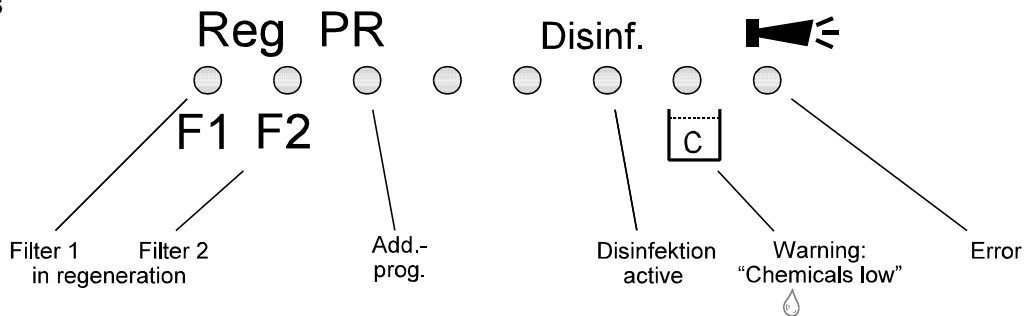 Reg PR Disinf.
F1 F2 C
Filter 1 Filter 2 Add.- Disinfektion Warning: Error
in regeneration prog. active "Chemicals low"